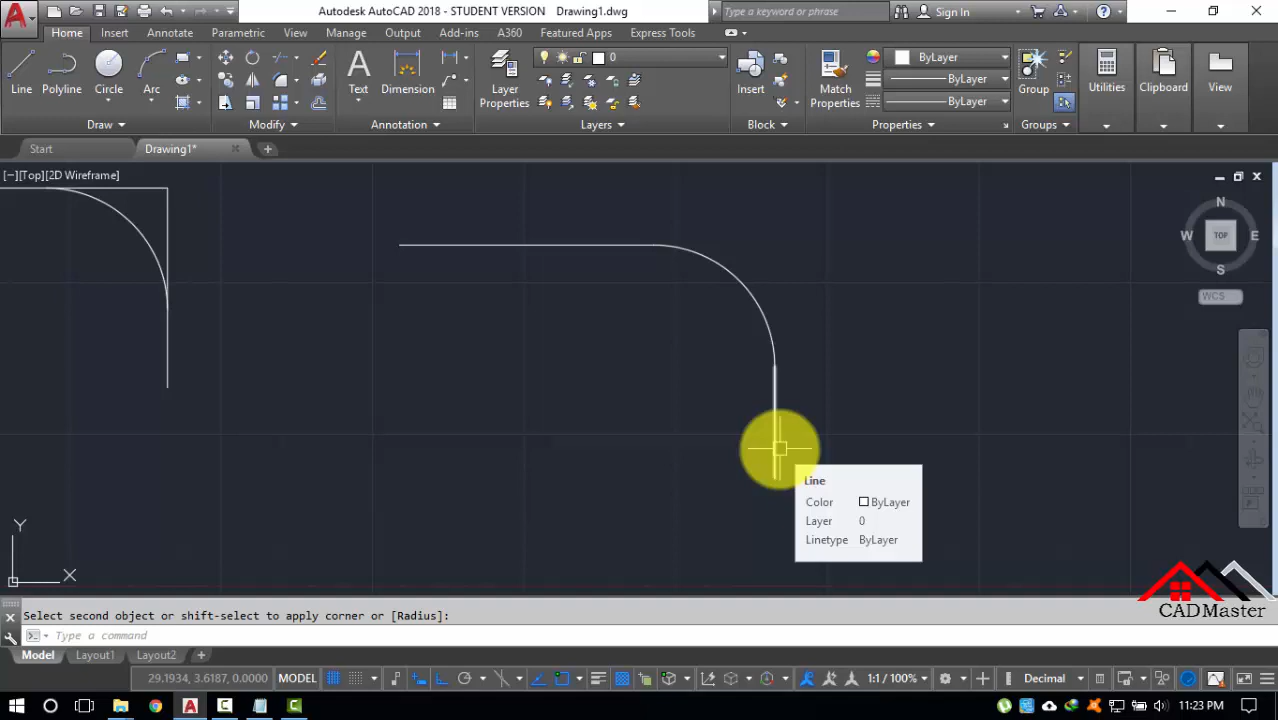 Autodesk AutoCAD 2018 - STUDENT VERSION Drawing1.dwg
Type a keyword or phrase
Sign In
Home Insert Annotate Parametric View Manage Output Add-ins A360 Featured Apps Express Tools
0
ByLayer
ByLayer
ByLayer
Line Polyline Circle Arc Text Dimension Layer Properties Insert Match Properties Group Utilities Clipboard View
Draw Modify Annotation Layers Block Properties Groups
Start Drawing1*
[−][Top][2D Wireframe]
N
W TOP E
S
WCS
Line
Color ByLayer
Layer 0
Linetype ByLayer
Y
X
CADMaster
Select second object or shift-select to apply corner or [Radius]:
Type a command
Model Layout1 Layout2
29.1934, 3.6187, 0.0000 MODEL 1:1 / 100% Decimal
11:23 PM